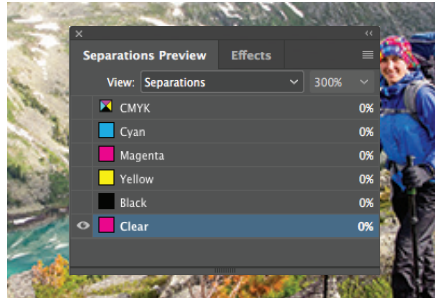 Separations Preview Effects
View: Separations 300%
CMYK 0%
Cyan 0%
Magenta 0%
Yellow 0%
Black 0%
Clear 0%